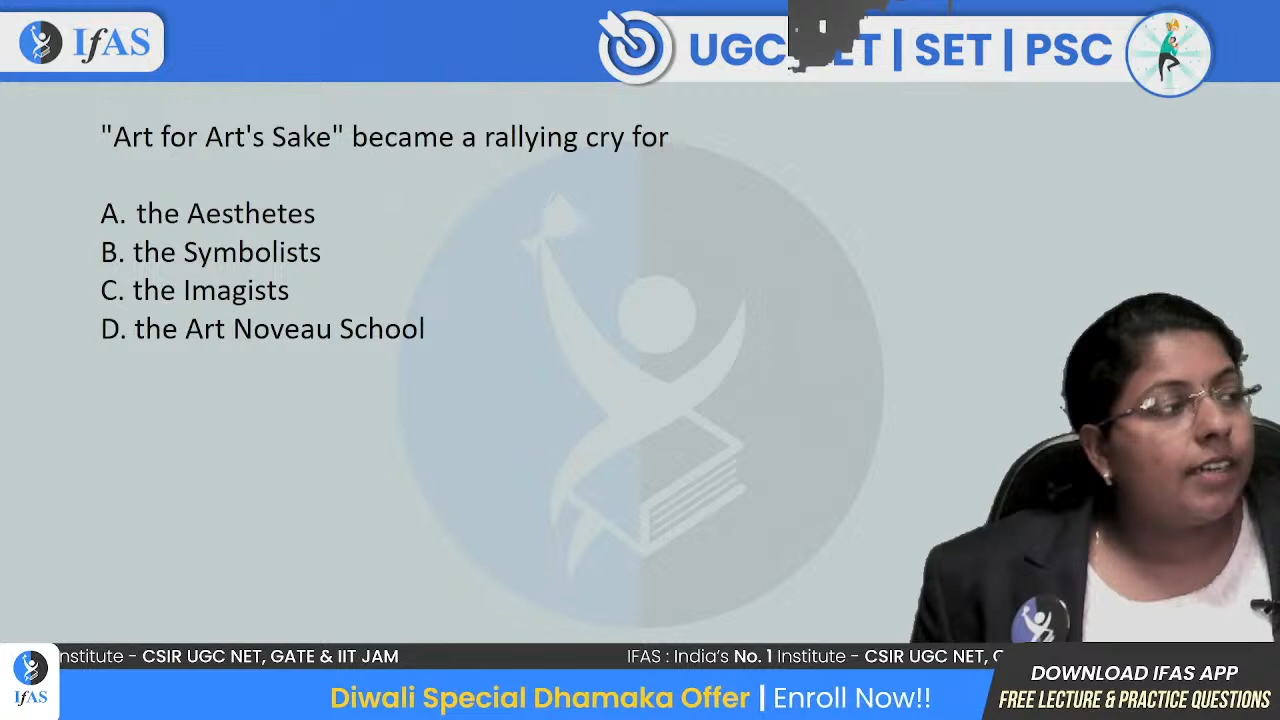 IfAS
UGC NET | SET | PSC
"Art for Art's Sake" became a rallying cry for
A. the Aesthetes
B. the Symbolists
C. the Imagists
D. the Art Noveau School
nstitute - CSIR UGC NET, GATE & IIT JAM
IFAS : India's No. 1 Institute - CSIR UGC NET,
IfAS
Diwali Special Dhamaka Offer | Enroll Now!!
DOWNLOAD IFAS APP
FREE LECTURE & PRACTICE QUESTIONS